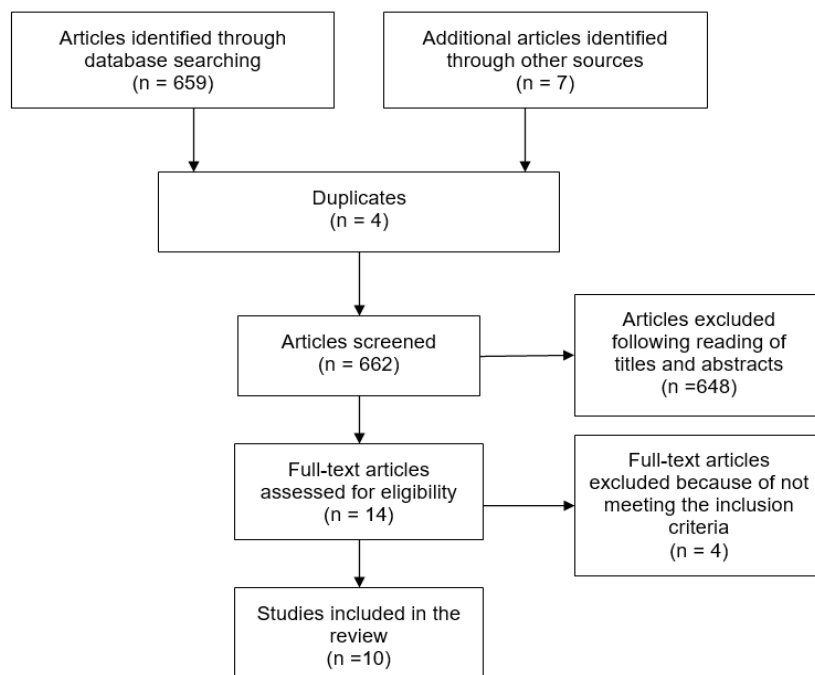 Articles identified through
database searching
(n = 659)
Additional articles identified
through other sources
(n = 7)
Duplicates
(n = 4)
Articles screened
(n = 662)
Articles excluded
following reading of
titles and abstracts
(n =648)
Full-text articles
assessed for eligibility
(n = 14)
Full-text articles
excluded because of not
meeting the inclusion
criteria
(n = 4)
Studies included in the
review
(n =10)